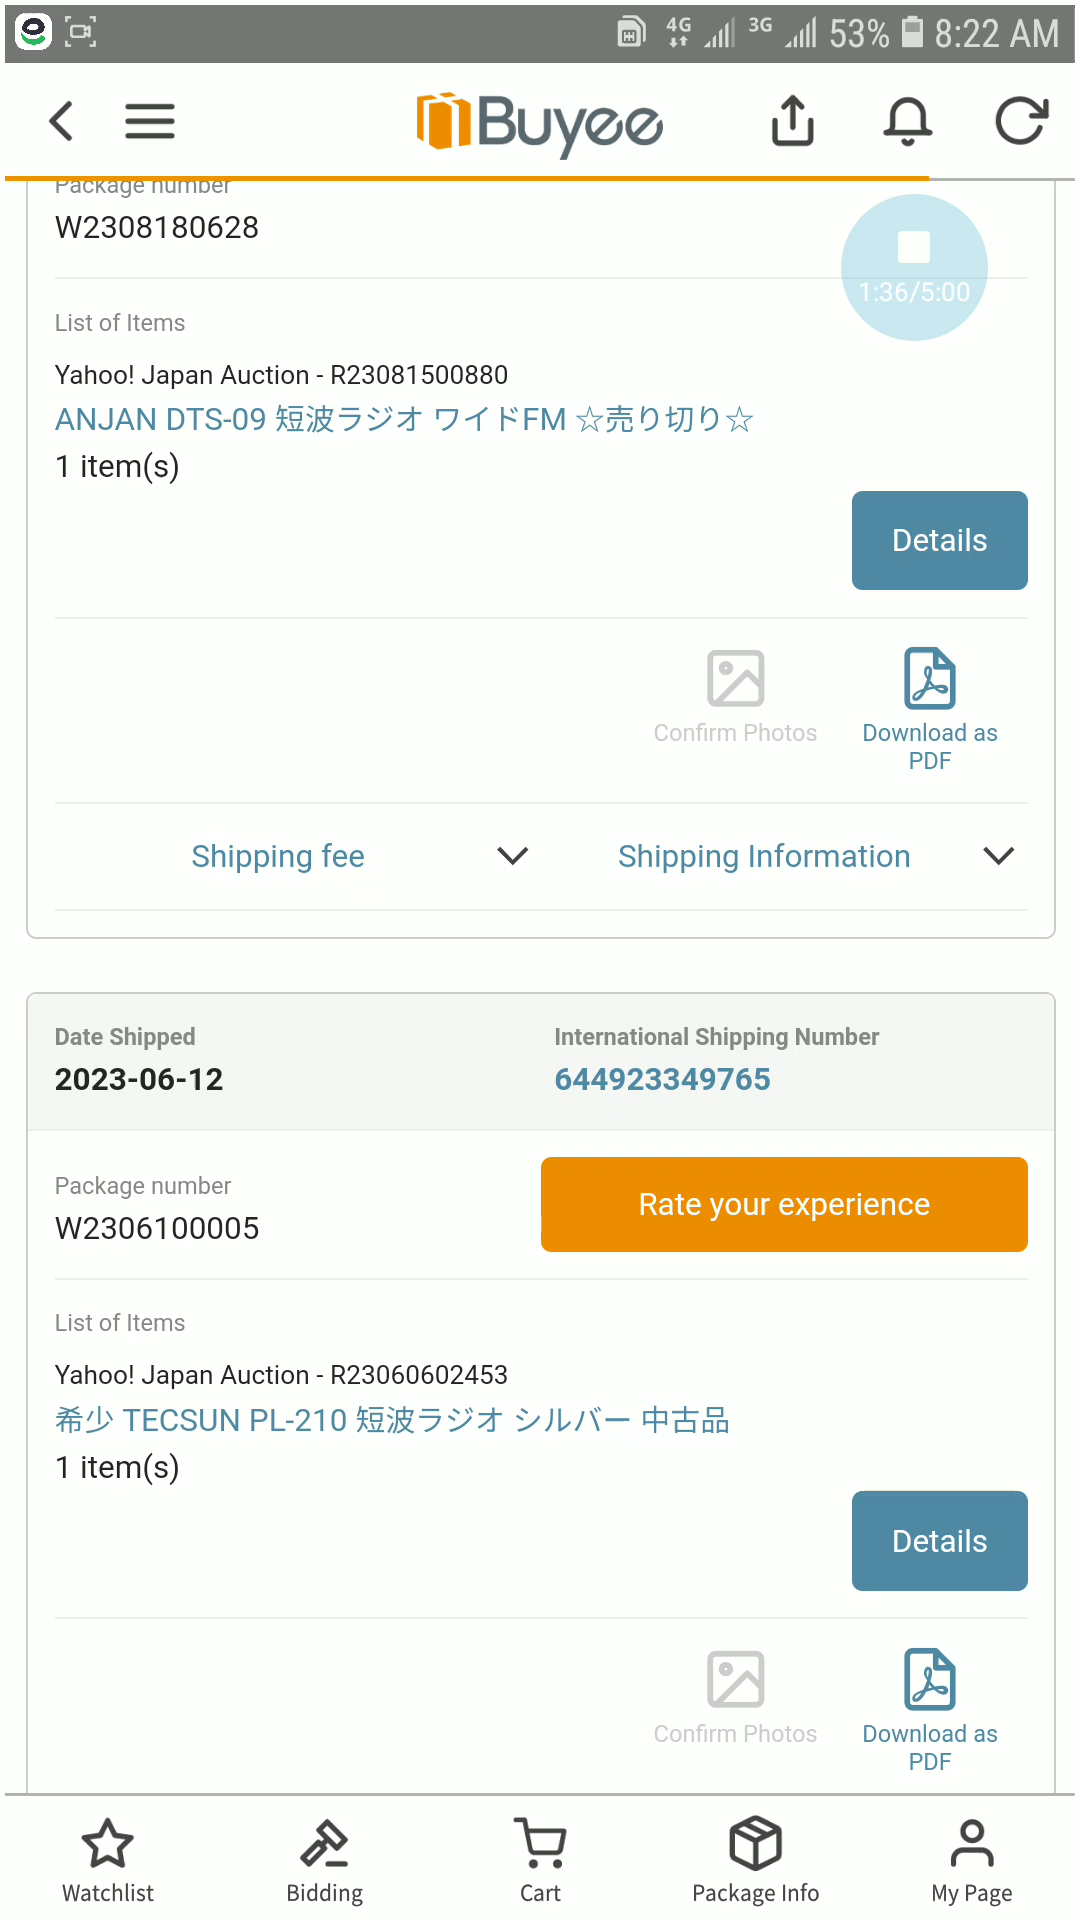 4G 3G 53% 8:22 AM
Buyee
Package number
W2308180628
1:36/5:00
List of Items
Yahoo! Japan Auction - R23081500880
ANJAN DTS-09 短波ラジオ ワイドFM ☆売り切り☆
1 item(s)
Details
Confirm Photos
Download as
PDF
Shipping fee
Shipping Information
Date Shipped
International Shipping Number
2023-06-12
644923349765
Package number
W2306100005
Rate your experience
List of Items
Yahoo! Japan Auction - R23060602453
希少 TECSUN PL-210 短波ラジオ シルバー 中古品
1 item(s)
Details
Confirm Photos
Download as
PDF
Watchlist
Bidding
Cart
Package Info
My Page